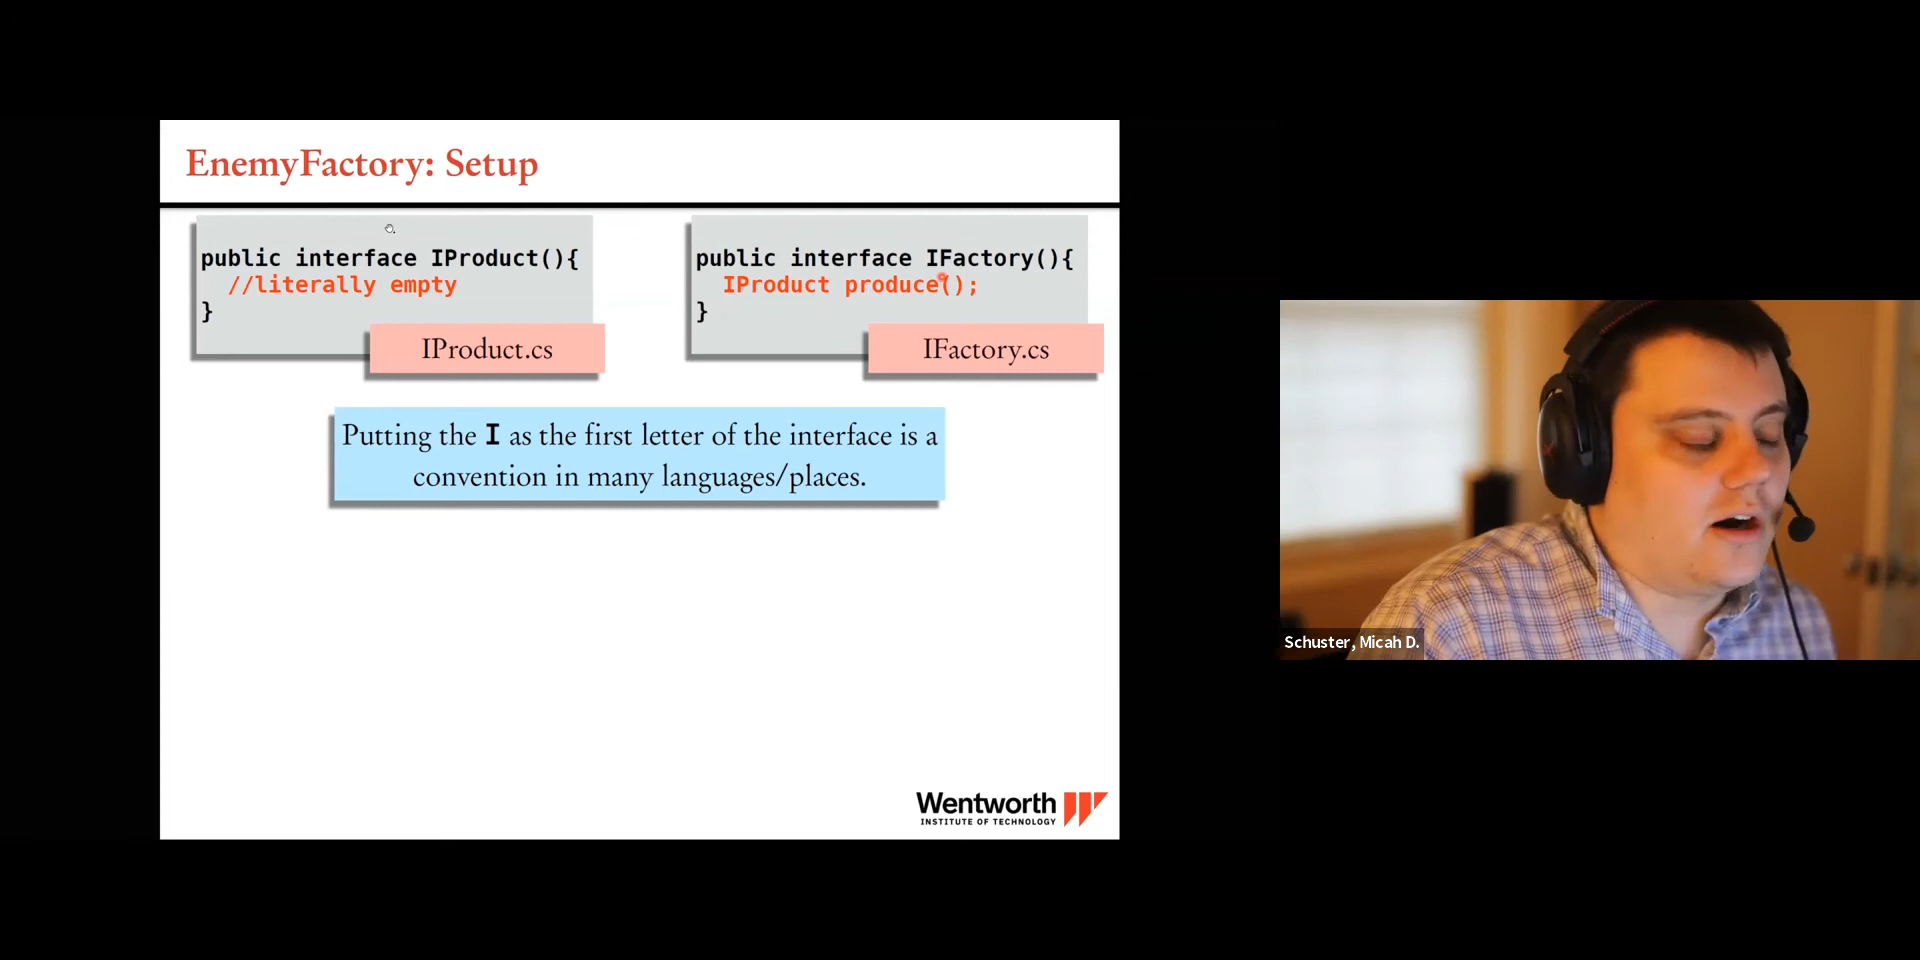 EnemyFactory: Setup
public interface IProduct(){
//literally empty
}
IProduct.cs
public interface IFactory(){
IProduct produce();
}
IFactory.cs
Putting the I as the first letter of the interface is a
convention in many languages/places.
Wentworth
INSTITUTE OF TECHNOLOGY
Schuster, Micah D.